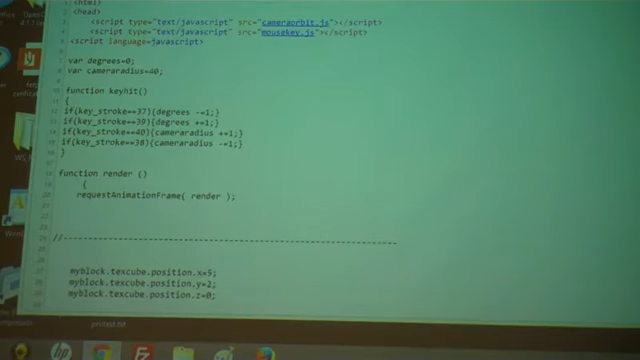 <html>
<head>
<script type="text/javascript" src="cameraorbit.js"></script>
<script type="text/javascript" src="mousekey.js"></script>
<script language=javascript>
var degrees=0;
var cameraradius=40;
function keyhit()
{
if(key_stroke==37){degrees -=1;}
if(key_stroke==39){degrees +=1;}
if(key_stroke==40){cameraradius +=1;}
if(key_stroke==38){cameraradius -=1;}
}
function render ()
{
requestAnimationFrame( render );
//----------------------------------------------------------------------
myblock.texcube.position.x=5;
myblock.texcube.position.y=2;
myblock.texcube.position.z=0;